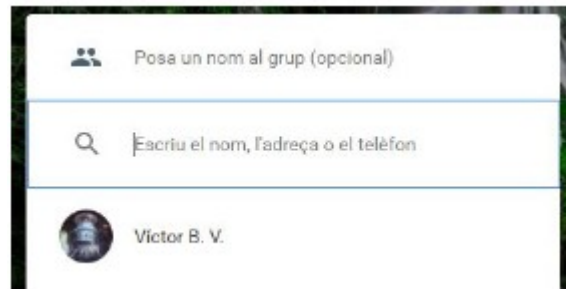 Posa un nom al grup (opcional)
Escriu el nom, l'adreça o el telèfon
Víctor B. V.